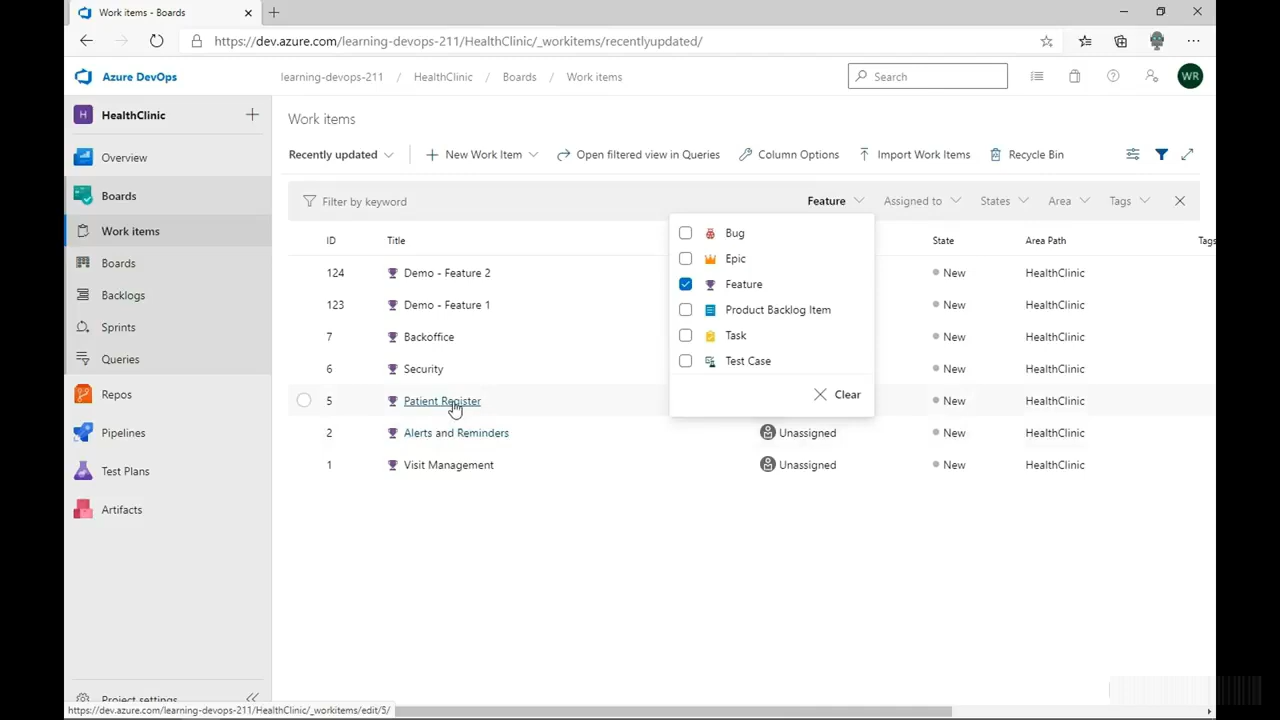 Work items - Boards
https://dev.azure.com/learning-devops-211/HealthClinic/_workitems/recentlyupdated/
Azure DevOps
learning-devops-211 / HealthClinic / Boards / Work items
Search
WR
H HealthClinic
Overview
Boards
Work items
Boards
Backlogs
Sprints
Queries
Repos
Pipelines
Test Plans
Artifacts
Project settings
Work items
Recently updated
New Work Item
Open filtered view in Queries
Column Options
Import Work Items
Recycle Bin
Filter by keyword
Feature
Assigned to
States
Area
Tags
ID Title State Area Path Tags
124 Demo - Feature 2 New HealthClinic
123 Demo - Feature 1 New HealthClinic
7 Backoffice New HealthClinic
6 Security New HealthClinic
5 Patient Register New HealthClinic
2 Alerts and Reminders Unassigned New HealthClinic
1 Visit Management Unassigned New HealthClinic
Bug
Epic
Feature
Product Backlog Item
Task
Test Case
Clear
https://dev.azure.com/learning-devops-211/HealthClinic/_workitems/edit/5/